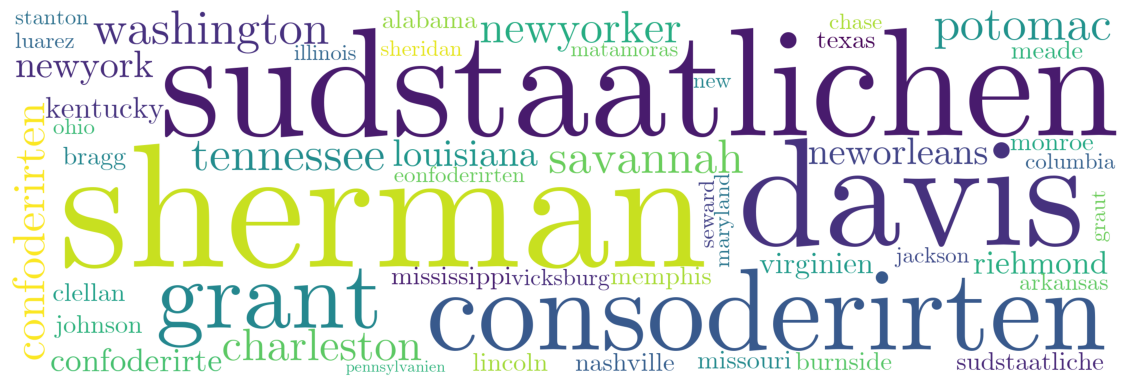 stanton
washington
alabama
newyorker
chase
potomac
luarez
illinois
sheridan
matamoras
texas
meade
newyork
sudstaatlichen
new
kentucky
ohio
confoderirten
bragg
tennessee
louisiana
savannah
neworleans
monroe
columbia
eonfoderirten
sherman
seward
maryland
davis
graut
jackson
virginien
riehmond
mississippi
vicksburg
memphis
arkansas
clellan
grant
consoderirten
johnson
charleston
confoderirte
pennsylvanien
lincoln
nashville
missouri
burnside
sudstaatliche